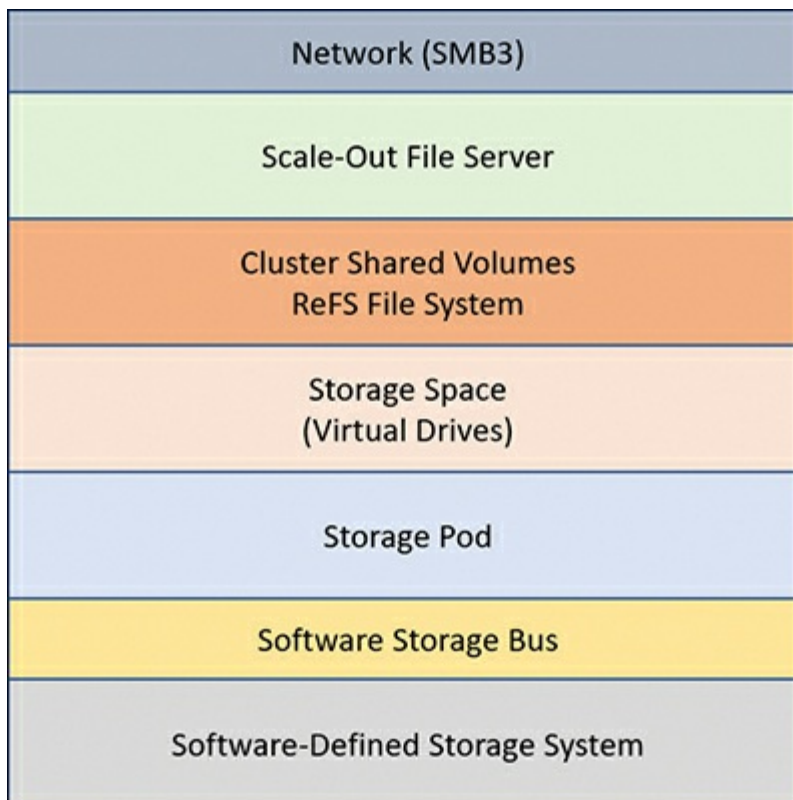 Network (SMB3)
Scale-Out File Server
Cluster Shared Volumes
ReFS File System
Storage Space
(Virtual Drives)
Storage Pod
Software Storage Bus
Software-Defined Storage System